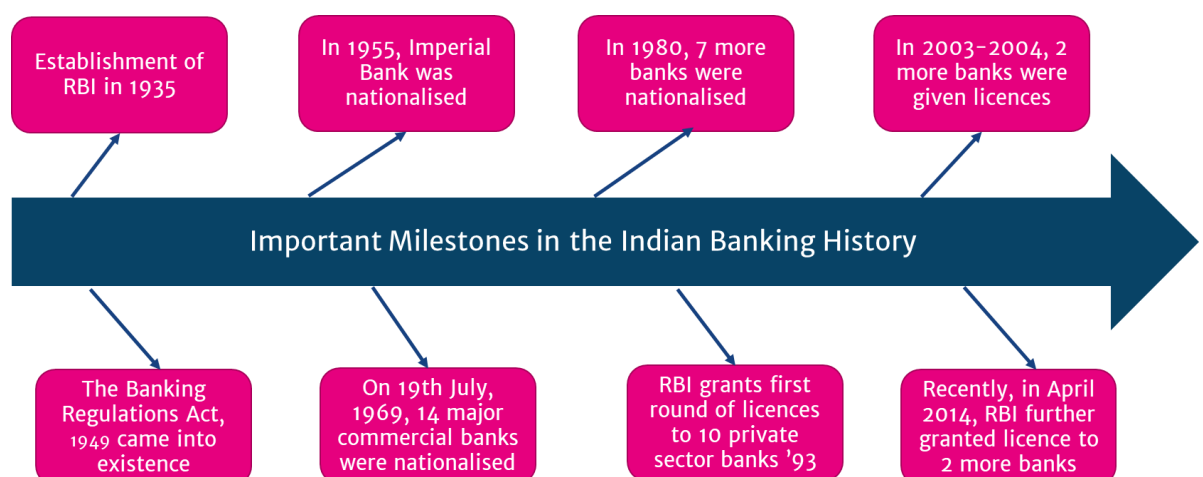 Establishment of
RBI in 1935
In 1955, Imperial
Bank was
nationalised
In 1980, 7 more
banks were
nationalised
In 2003-2004, 2
more banks were
given licences
Important Milestones in the Indian Banking History
The Banking
Regulations Act,
1949 came into
existence
On 19th July,
1969, 14 major
commercial banks
were nationalised
RBI grants first
round of licences
to 10 private
sector banks ’93
Recently, in April
2014, RBI further
granted licence to
2 more banks